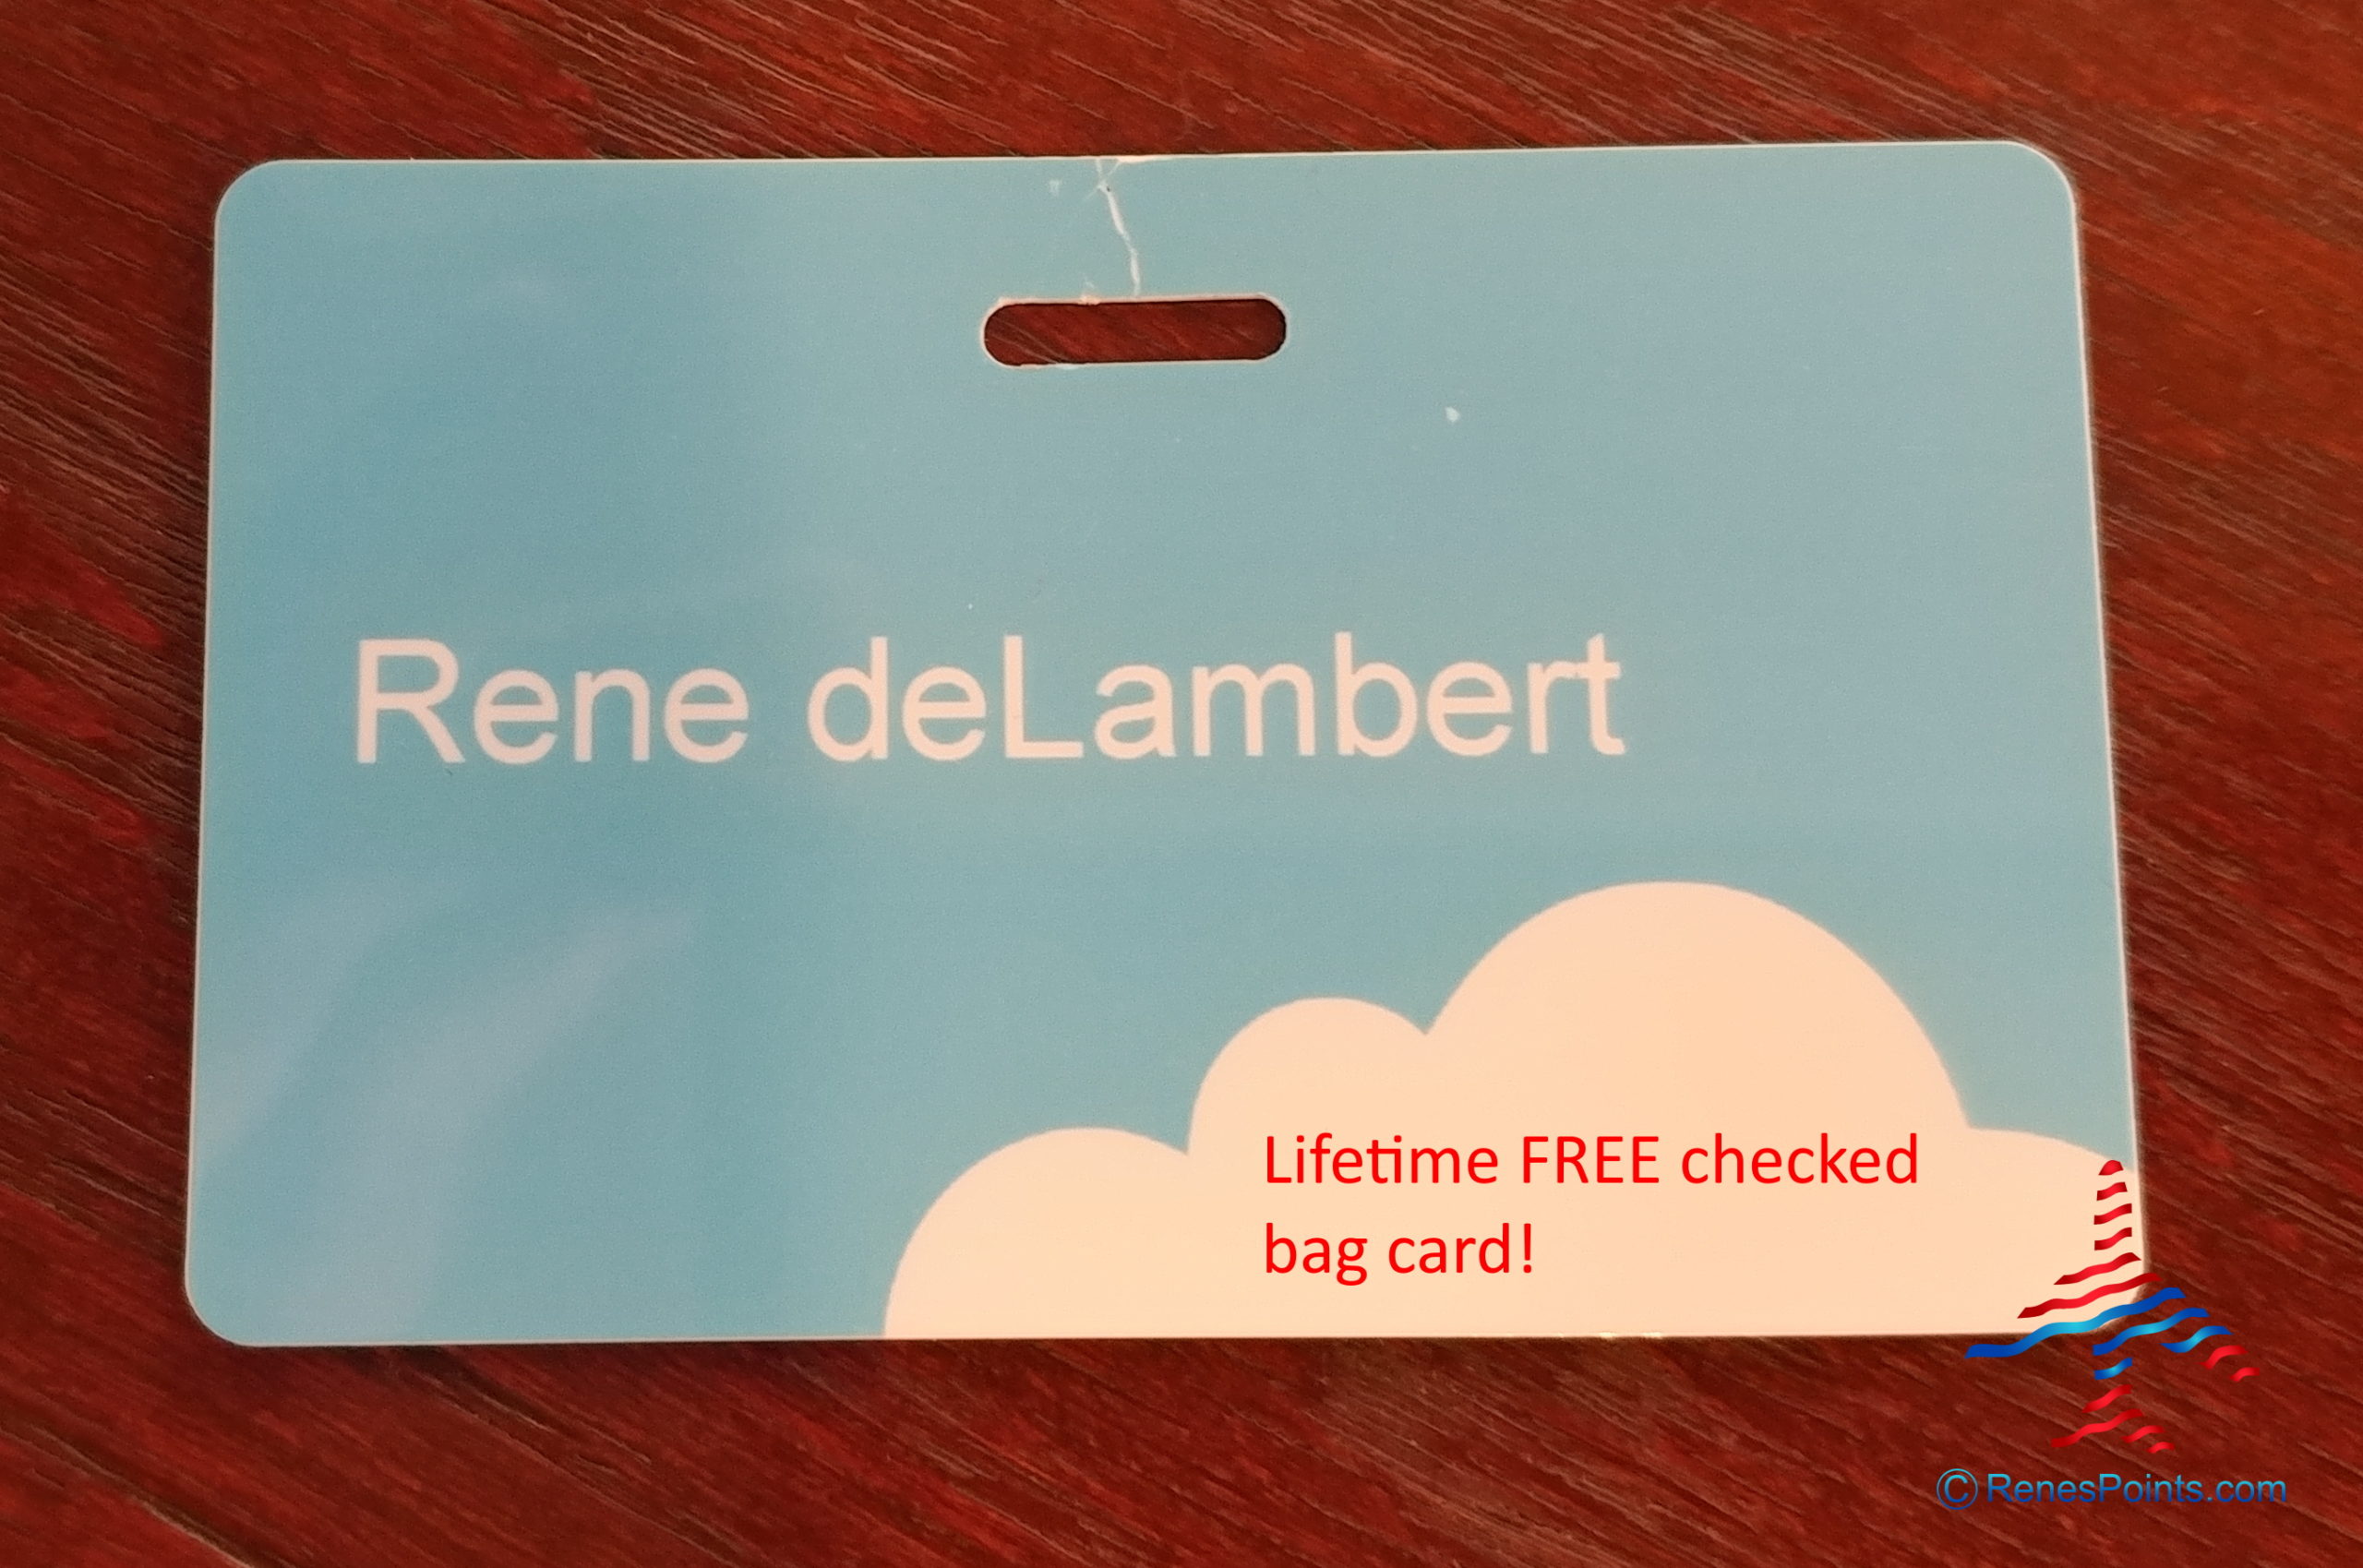 Rene deLambert
Lifetime FREE checked
bag card!
© RenesPoints.com